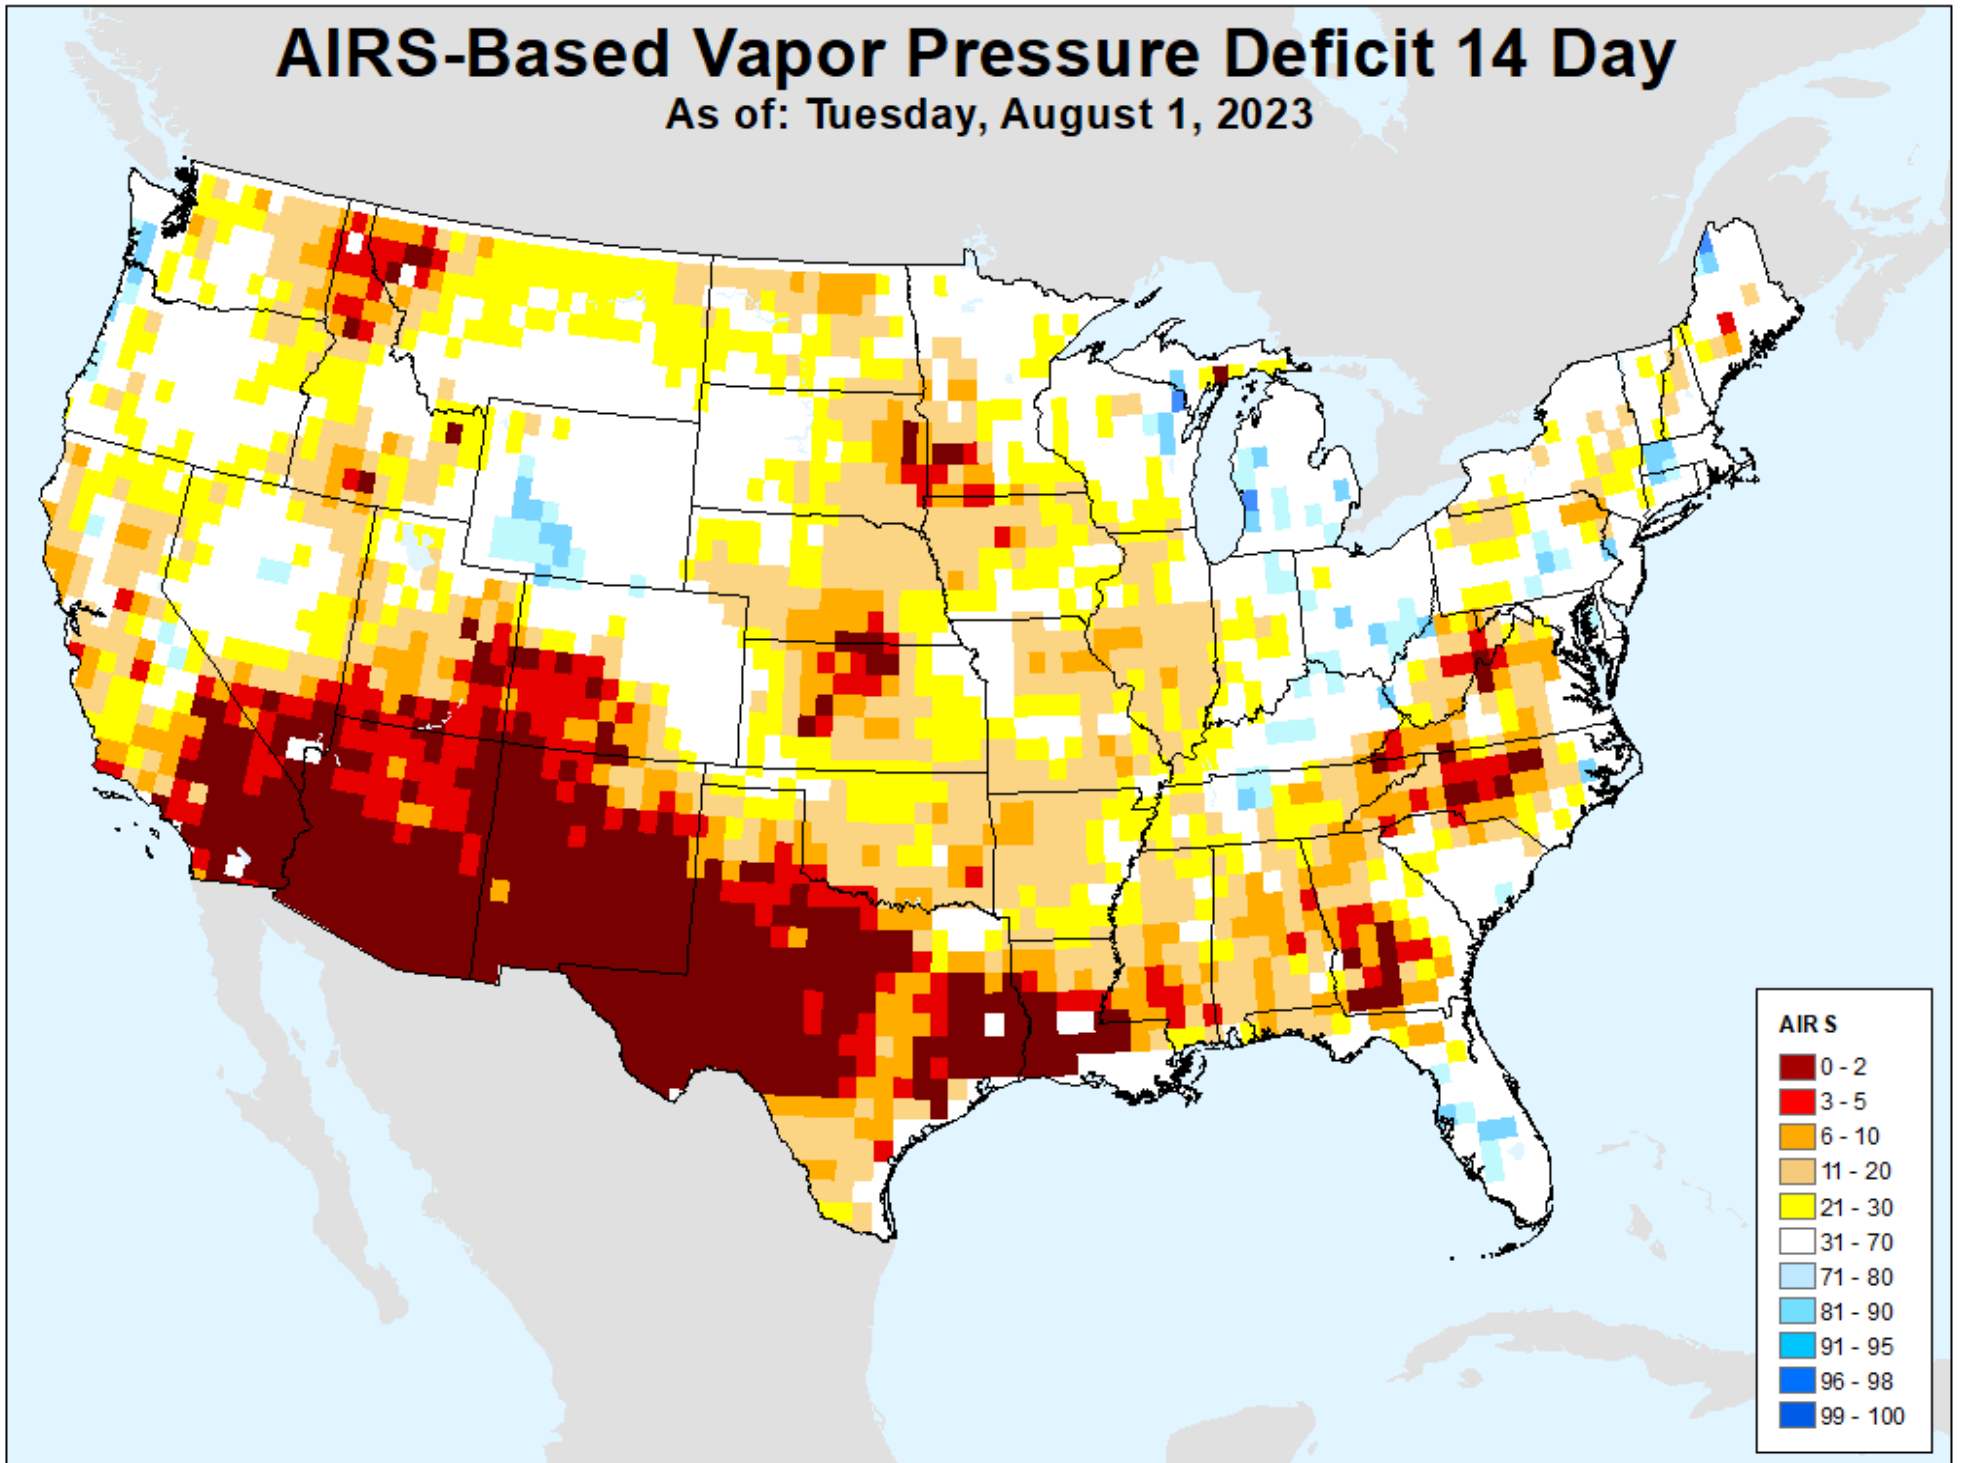 AIRS-Based Vapor Pressure Deficit 14 Day
As of: Tuesday, August 1, 2023
AIRS
0 - 2
3 - 5
6 - 10
11 - 20
21 - 30
31 - 70
71 - 80
81 - 90
91 - 95
96 - 98
99 - 100